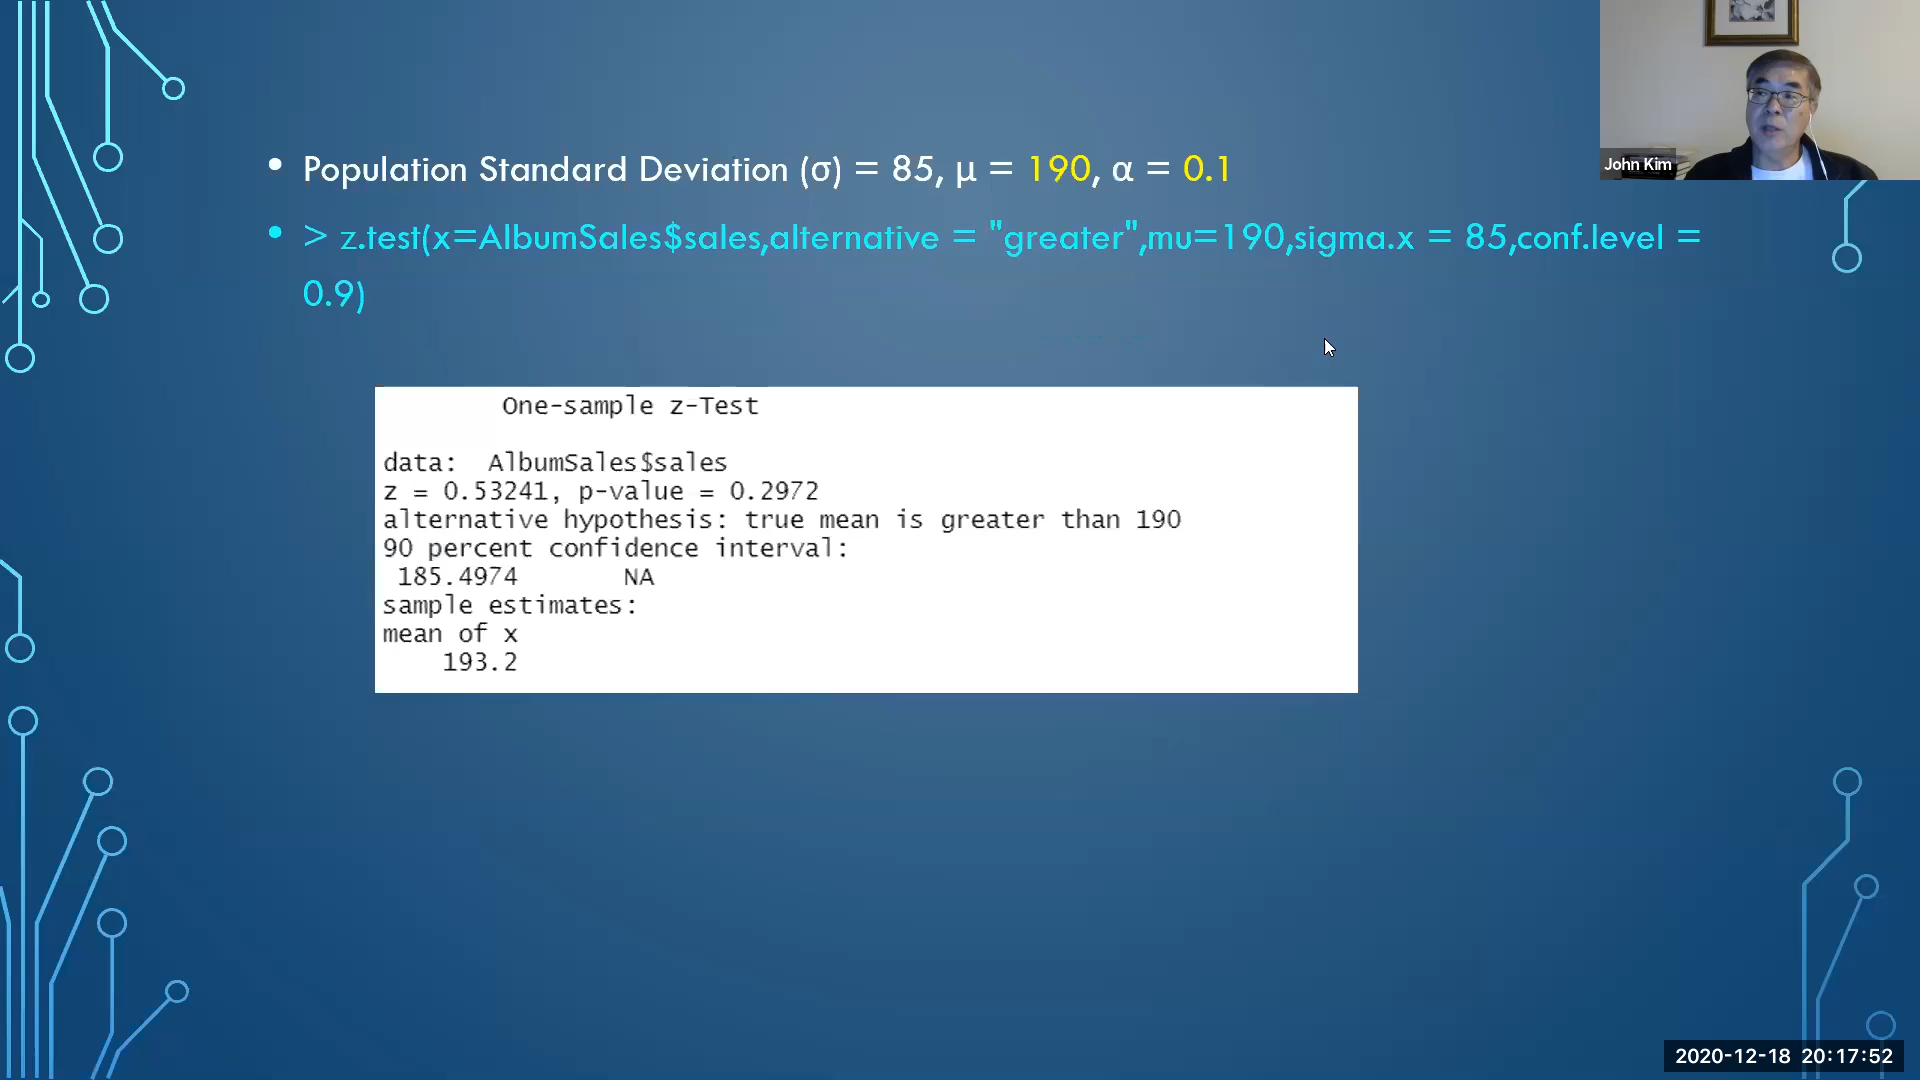 • Population Standard Deviation (σ) = 85, μ = 190, α = 0.1
• > z.test(x=AlbumSales$sales,alternative = "greater",mu=190,sigma.x = 85,conf.level =
0.9)
John Kim
One-sample z-Test
data: AlbumSales$sales
z = 0.53241, p-value = 0.2972
alternative hypothesis: true mean is greater than 190
90 percent confidence interval:
185.4974 NA
sample estimates:
mean of x
193.2
2020-12-18 20:17:52